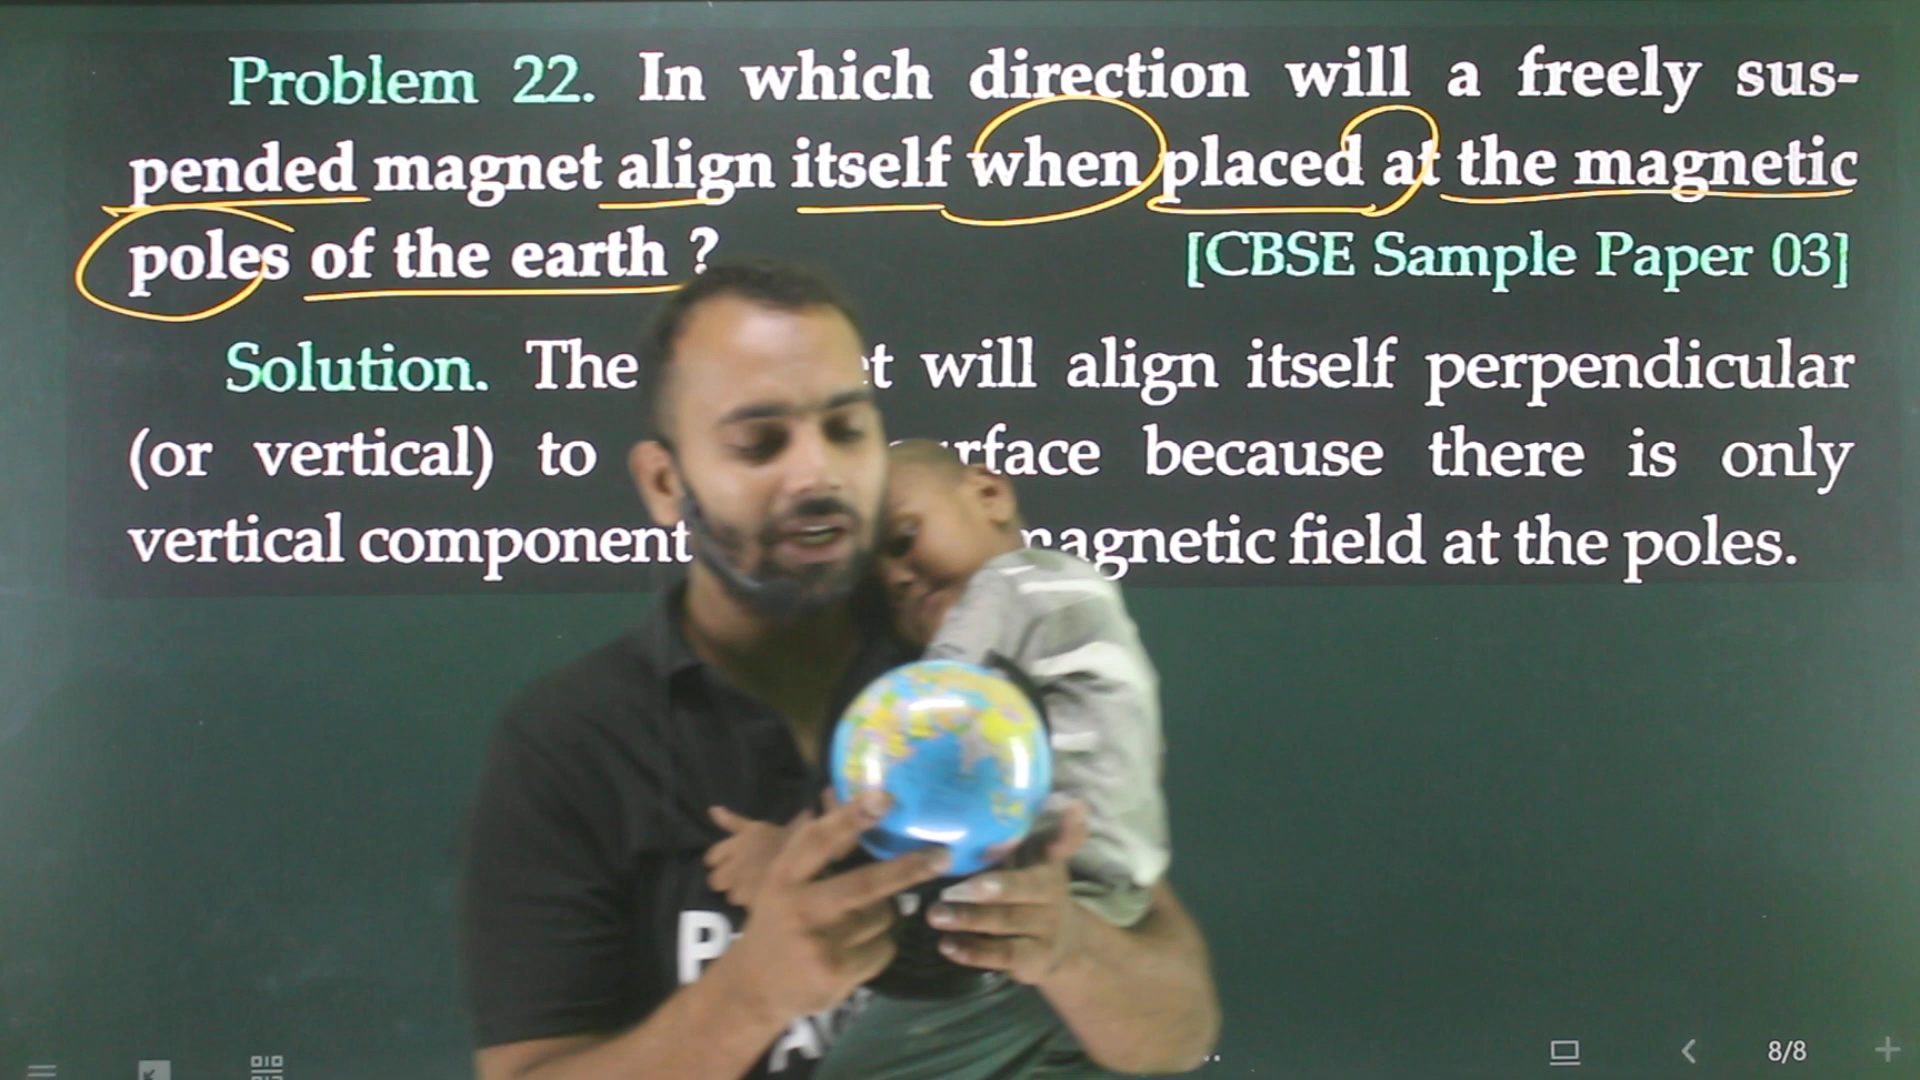 Problem 22. In which direction will a freely sus-
pended magnet align itself when placed at the magnetic
poles of the earth ? [CBSE Sample Paper 03]
Solution. The will align itself perpendicular
(or vertical) to because there is only
vertical component magnetic field at the poles.
8/8